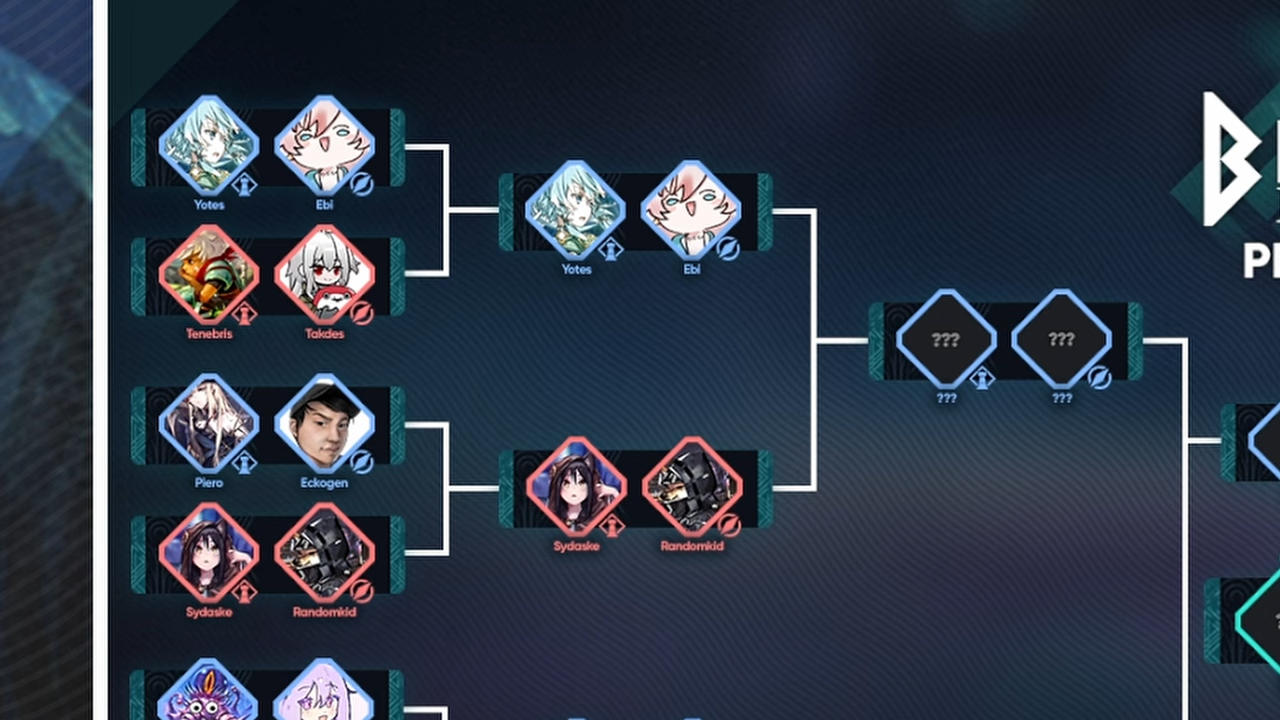 Yotes
Ebi
Tenebris
Takdes
Yotes
Ebi
Piero
Eckogen
Sydaske
Randomkid
Sydaske
Randomkid
???
???
???
???
B
P